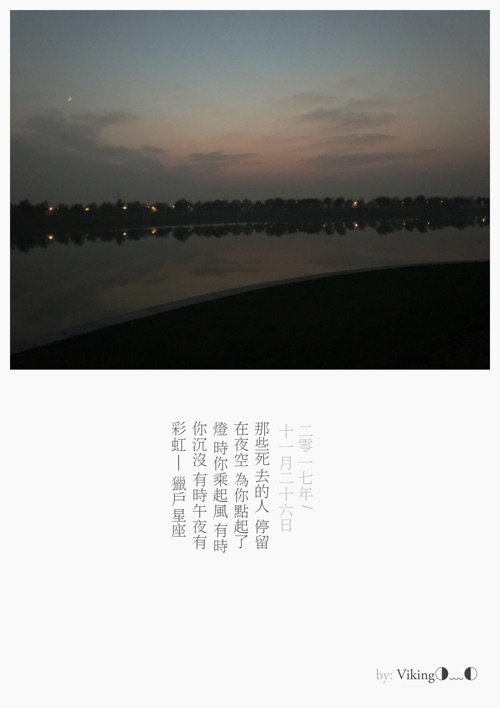 二零一七年/
十一月二十六日
那些死去的人 停留
在夜空 為你點起了
燈 時你乘起風 有時
你沉沒 有時午夜有
彩虹—獵戶星座
by: Viking◑﹏◐